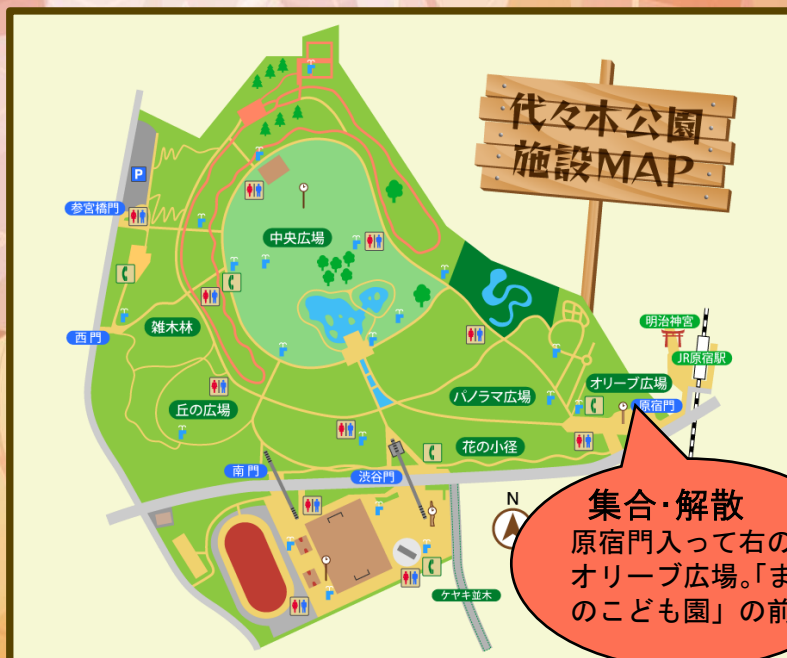 代々木公園
施設MAP
P
参宮橋門
中央広場
明治神宮
JR原宿駅
西門
雑木林
オリーブ広場
パノラマ広場
原宿門
丘の広場
花の小径
南門
渋谷門
N
集合・解散
原宿門入って右の
オリーブ広場。「ま
のこども園」の前
ケヤキ並木